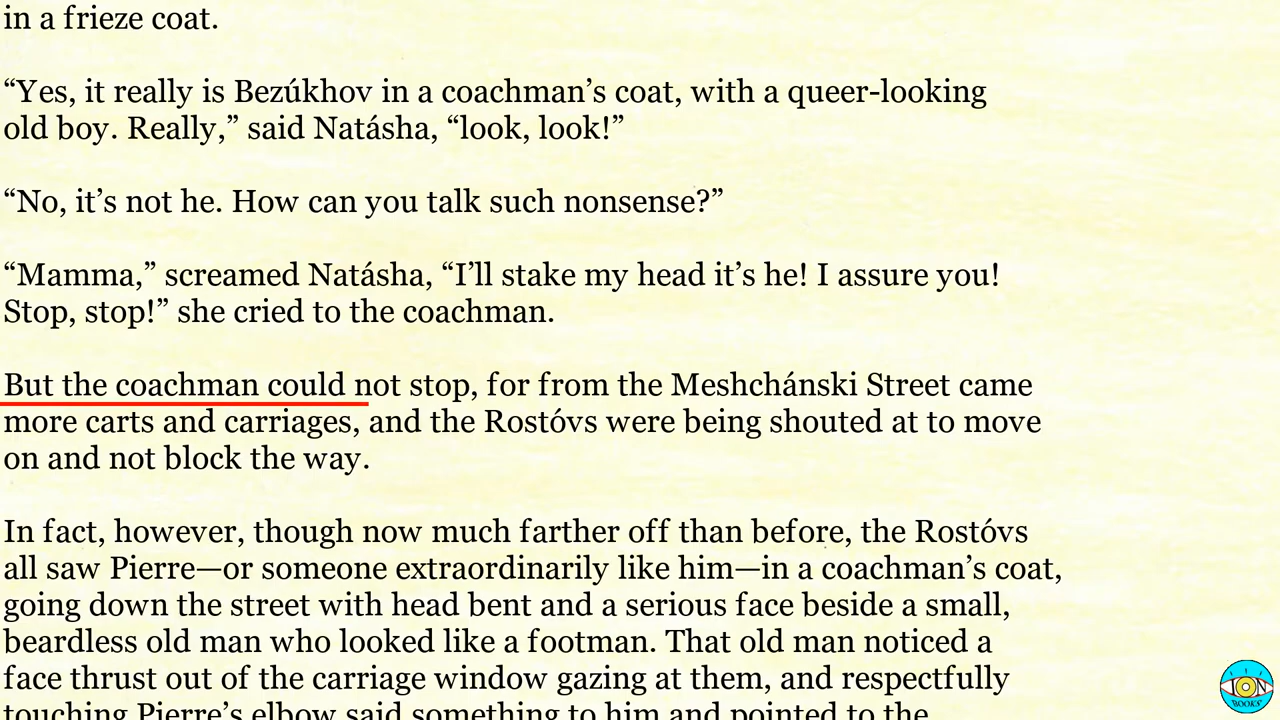 in a frieze coat.
“Yes, it really is Bezúkhov in a coachman’s coat, with a queer-looking
old boy. Really,” said Natásha, “look, look!”
“No, it’s not he. How can you talk such nonsense?”
“Mamma,” screamed Natásha, “I’ll stake my head it’s he! I assure you!
Stop, stop!” she cried to the coachman.
But the coachman could not stop, for from the Meshchánski Street came
more carts and carriages, and the Rostóvs were being shouted at to move
on and not block the way.
In fact, however, though now much farther off than before, the Rostóvs
all saw Pierre—or someone extraordinarily like him—in a coachman’s coat,
going down the street with head bent and a serious face beside a small,
beardless old man who looked like a footman. That old man noticed a
face thrust out of the carriage window gazing at them, and respectfully
touching Pierre’s elbow said something to him and pointed to the
ION
BOOKS